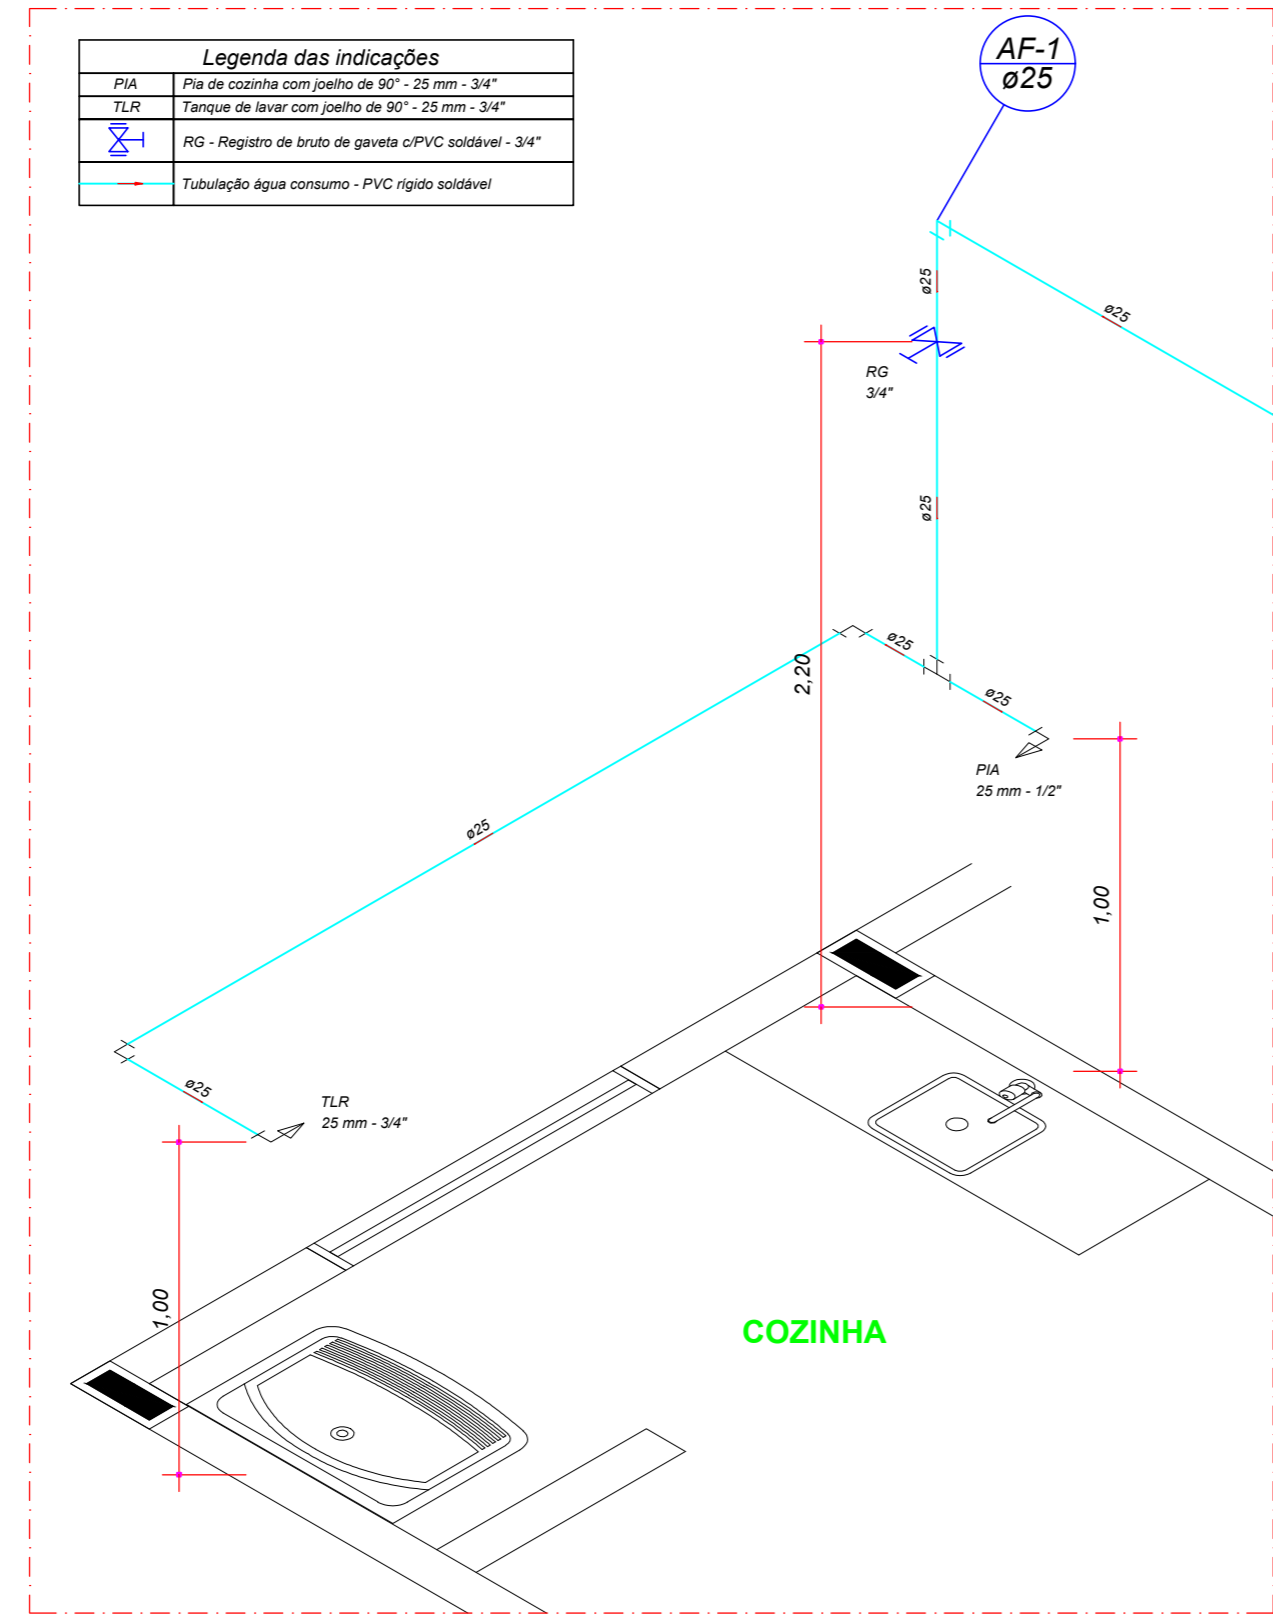 Legenda das indicações
PIA Pia de cozinha com joelho de 90° - 25 mm - 3/4"
TLR Tanque de lavar com joelho de 90° - 25 mm - 3/4"
RG - Registro de bruto de gaveta c/PVC soldável - 3/4"
Tubulação água consumo - PVC rígido soldável
AF-1
ø25
ø25
ø25
RG
3/4"
ø25
ø25
2,20
ø25
PIA
25 mm - 1/2"
ø25
1,00
ø25
TLR
25 mm - 3/4"
1,00
COZINHA